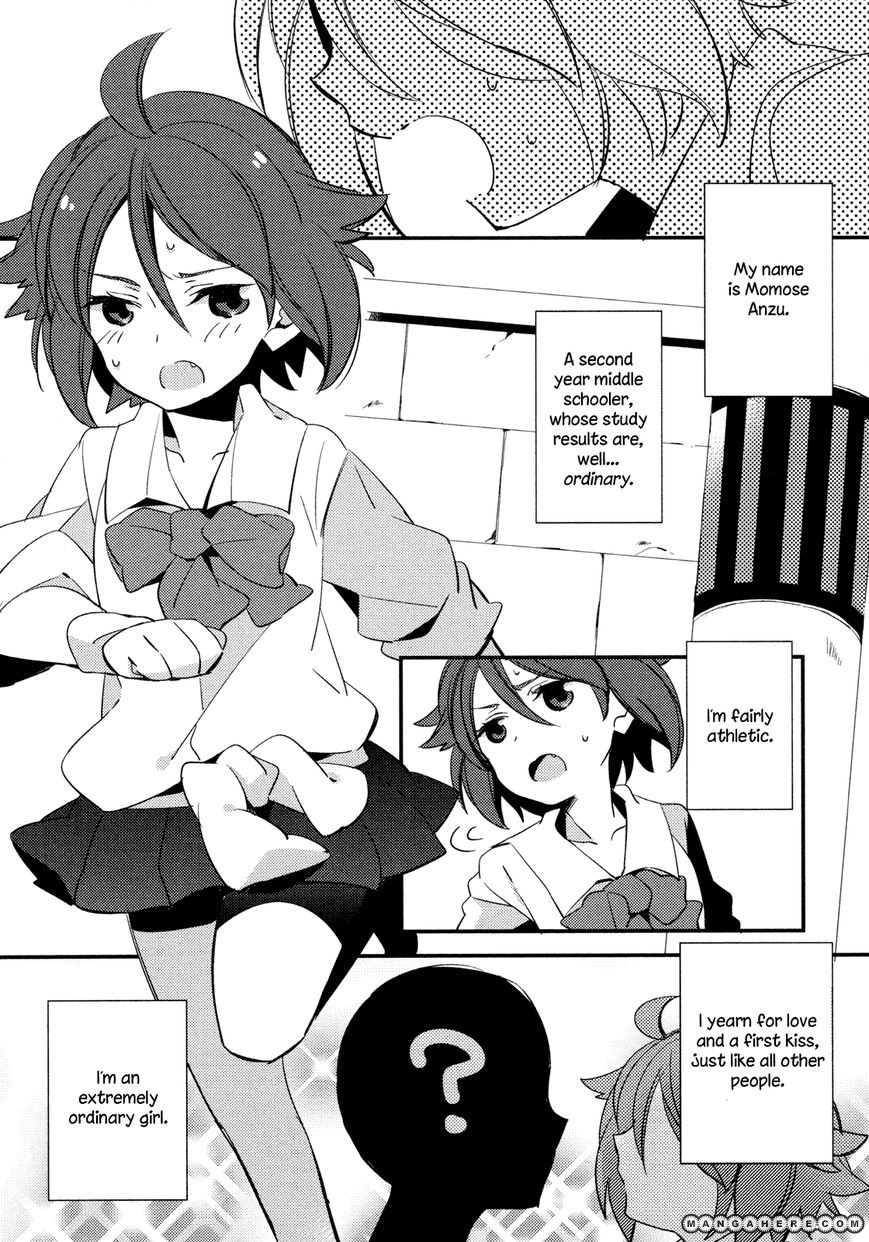 My name
is Momose
Anzu.
A second
year middle
schooler,
whose study
results are,
well...
ordinary.
I'm fairly
athletic.
I yearn for love
and a first kiss,
just like all other
people.
I'm an
extremely
ordinary girl.
?
MANGAHERE.COM